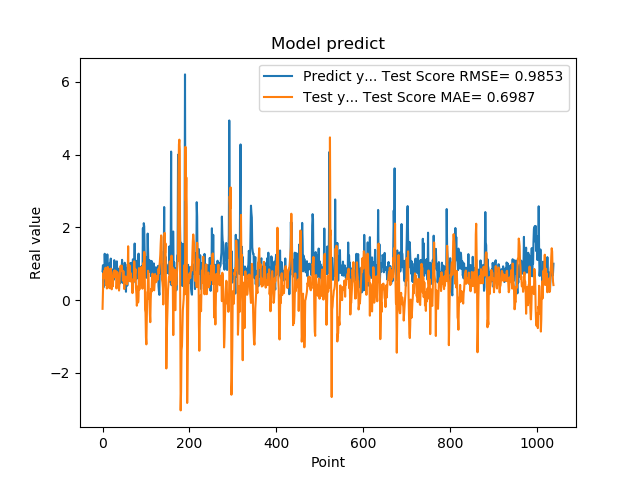 Model predict
Predict y... Test Score RMSE= 0.9853
Test y... Test Score MAE= 0.6987
6
4
2
0
−2
Real value
0 200 400 600 800 1000
Point